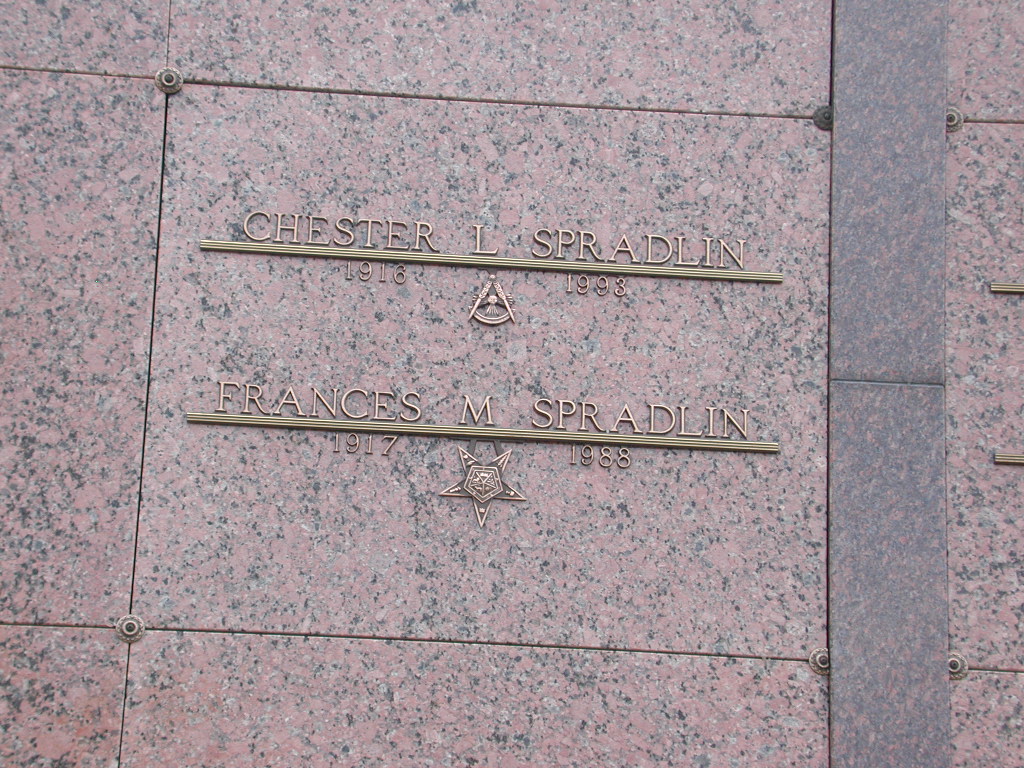 CHESTER L SPRADLIN
1916 1993
FRANCES M SPRADLIN
1917 1988